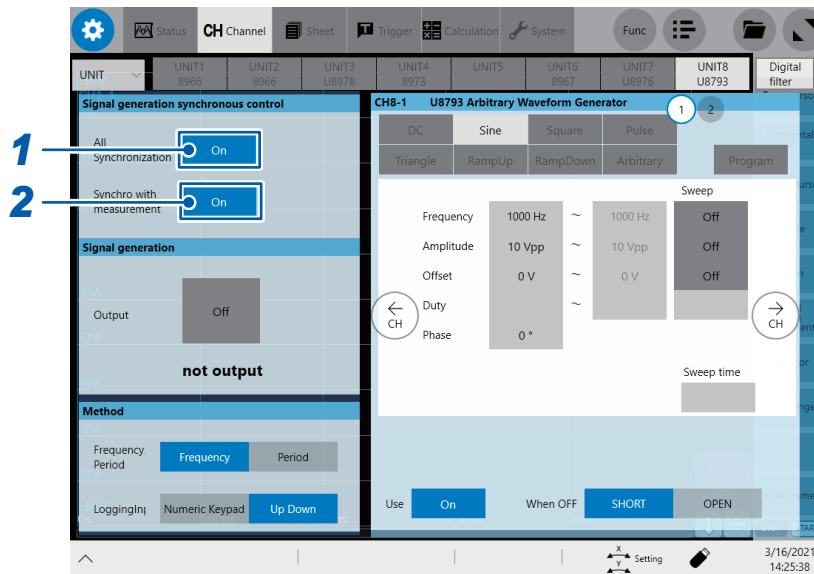 Status CH Channel Sheet Trigger Calculation System Func
UNIT UNIT1 UNIT2 UNIT3 UNIT4 UNIT5 UNIT6 UNIT7 UNIT8 Digital
8966 8966 U8978 8973 8967 U8976 U8793 filter
Signal generation synchronous control
1 All Synchronization On
2 Synchro with measurement On
Signal generation
Output Off
not output
Method
Frequency Period Frequency Period
LoggingIn Numeric Keypad Up Down
CH8-1 U8793 Arbitrary Waveform Generator 1 2
DC Sine Square Pulse
Triangle RampUp RampDown Arbitrary Program
Sweep
Frequency 1000 Hz ~ 1000 Hz Off
Amplitude 10 Vpp ~ 10 Vpp Off
Offset 0 V ~ 0 V Off
Duty ~
← CH → CH
Phase 0 °
Sweep time
Use On When OFF SHORT OPEN
X Y Setting
3/16/2021
14:25:38